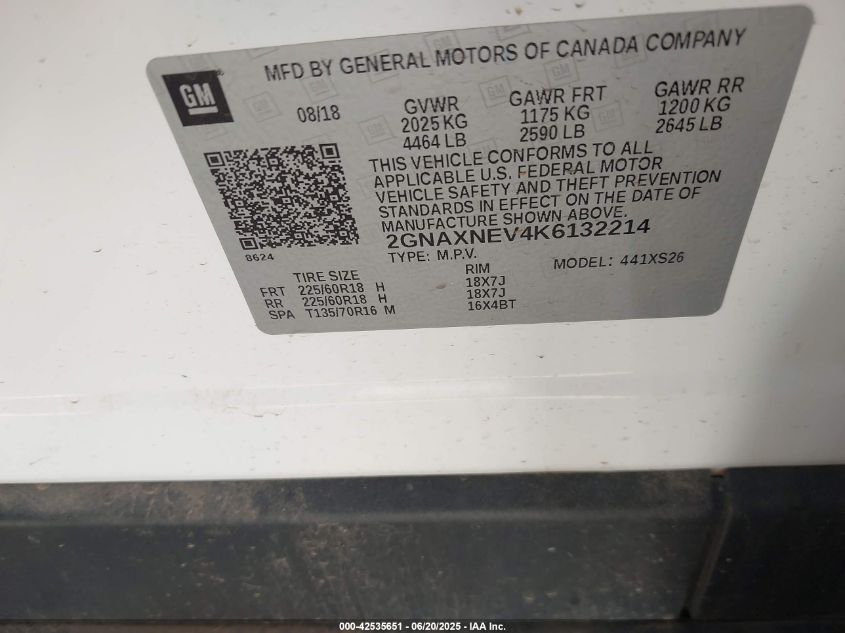 MFD BY GENERAL MOTORS OF CANADA COMPANY
GM
08/18
GVWR
2025 KG
4464 LB
GAWR FRT
1175 KG
2590 LB
GAWR RR
1200 KG
2645 LB
THIS VEHICLE CONFORMS TO ALL
APPLICABLE U.S. FEDERAL MOTOR
VEHICLE SAFETY AND THEFT PREVENTION
STANDARDS IN EFFECT ON THE DATE OF
MANUFACTURE SHOWN ABOVE.
2GNAXNEV4K6132214
8624
TYPE: M.P.V.
MODEL: 441XS26
TIRE SIZE RIM
FRT 225/60R18 H 18X7J
RR 225/60R18 H 18X7J
SPA T135/70R16 M 16X4BT
000-42535651 | 06/20/2025 | IAA Inc.